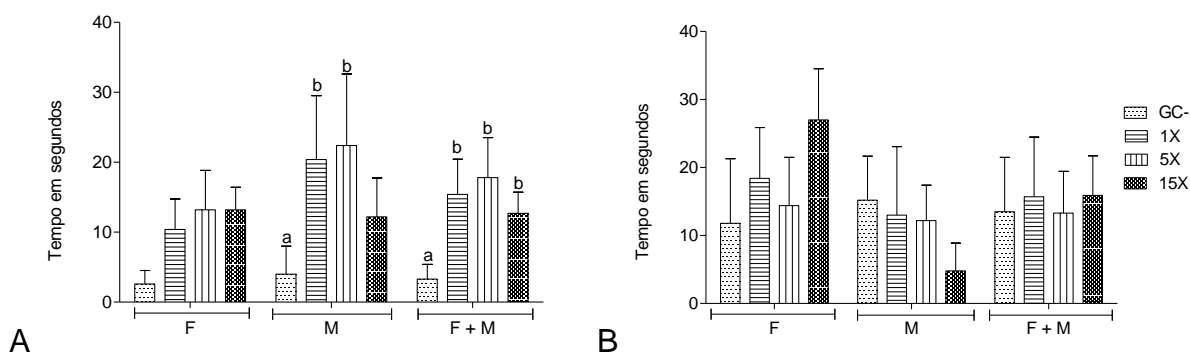 40
30
20
10
0
Tempo em segundos
a
b
b
a
b
b
b
F
M
F + M
A
40
30
20
10
0
Tempo em segundos
F
M
F + M
B
GC-
1X
5X
15X